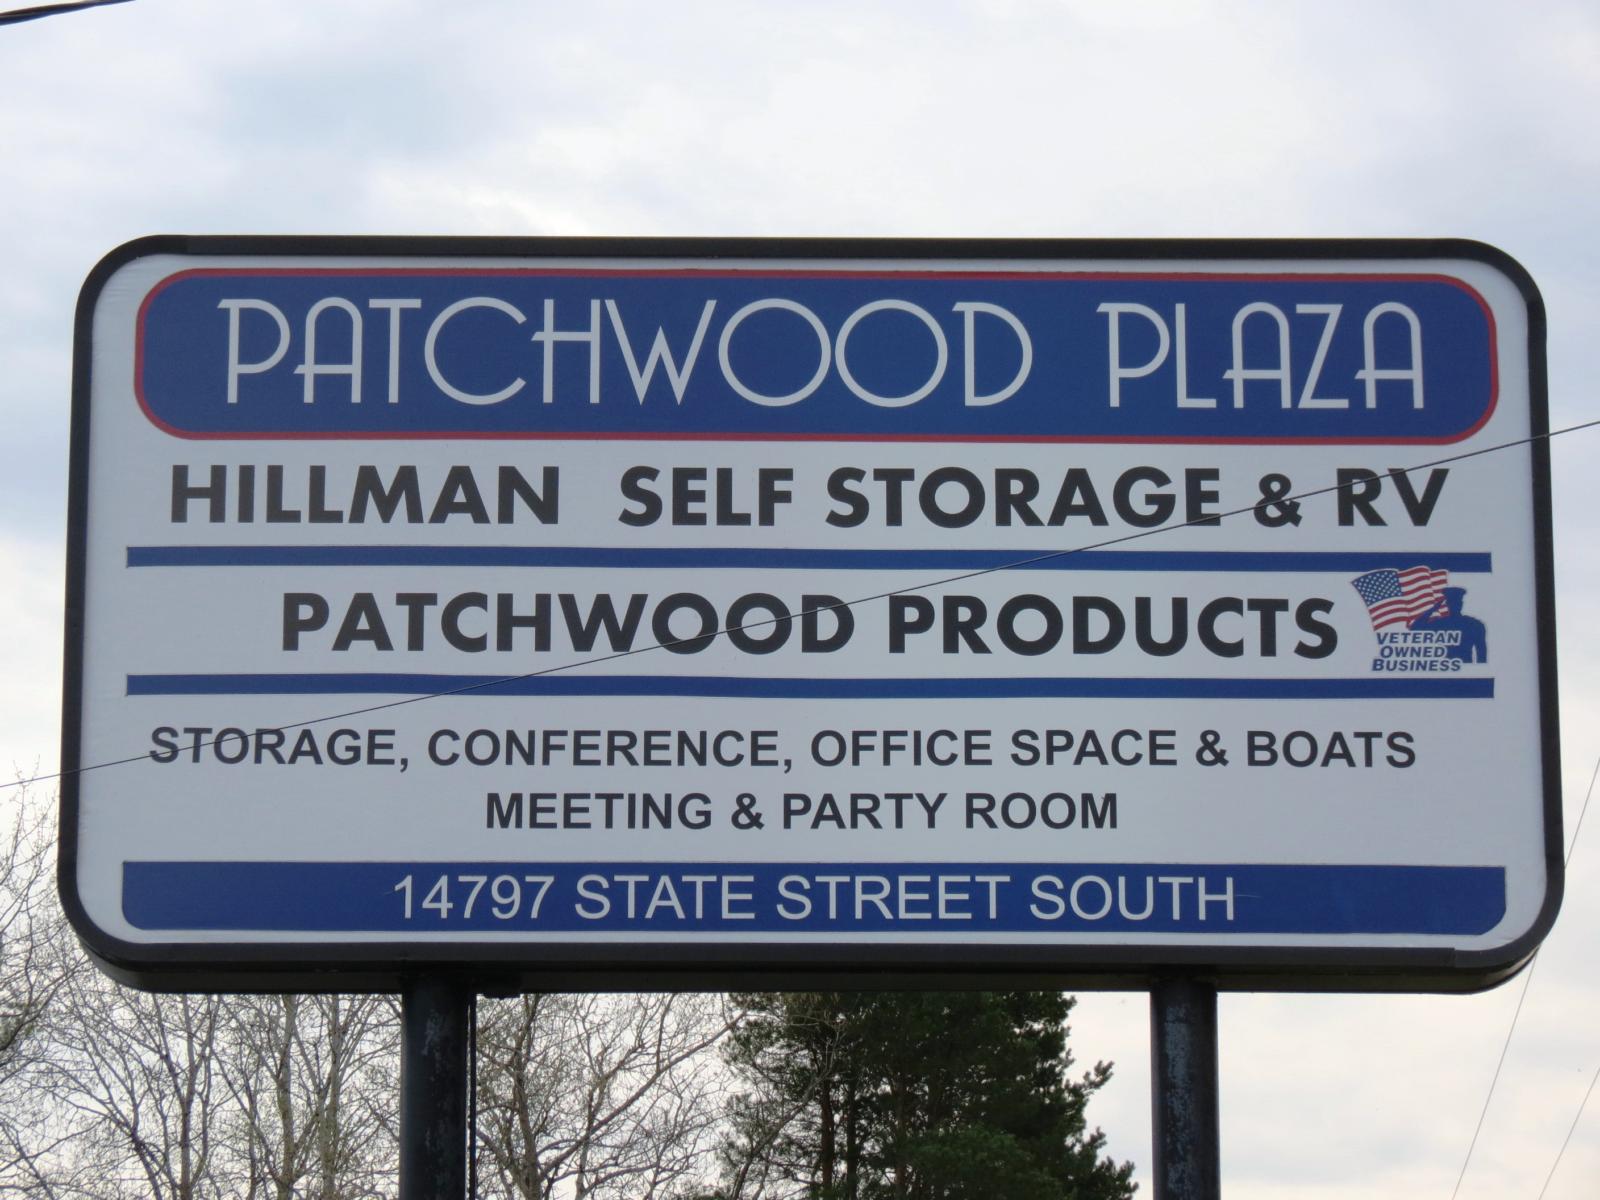 PATCHWOOD PLAZA
HILLMAN SELF STORAGE & RV
PATCHWOOD PRODUCTS
VETERAN
OWNED
BUSINESS
STORAGE, CONFERENCE, OFFICE SPACE & BOATS
MEETING & PARTY ROOM
14797 STATE STREET SOUTH